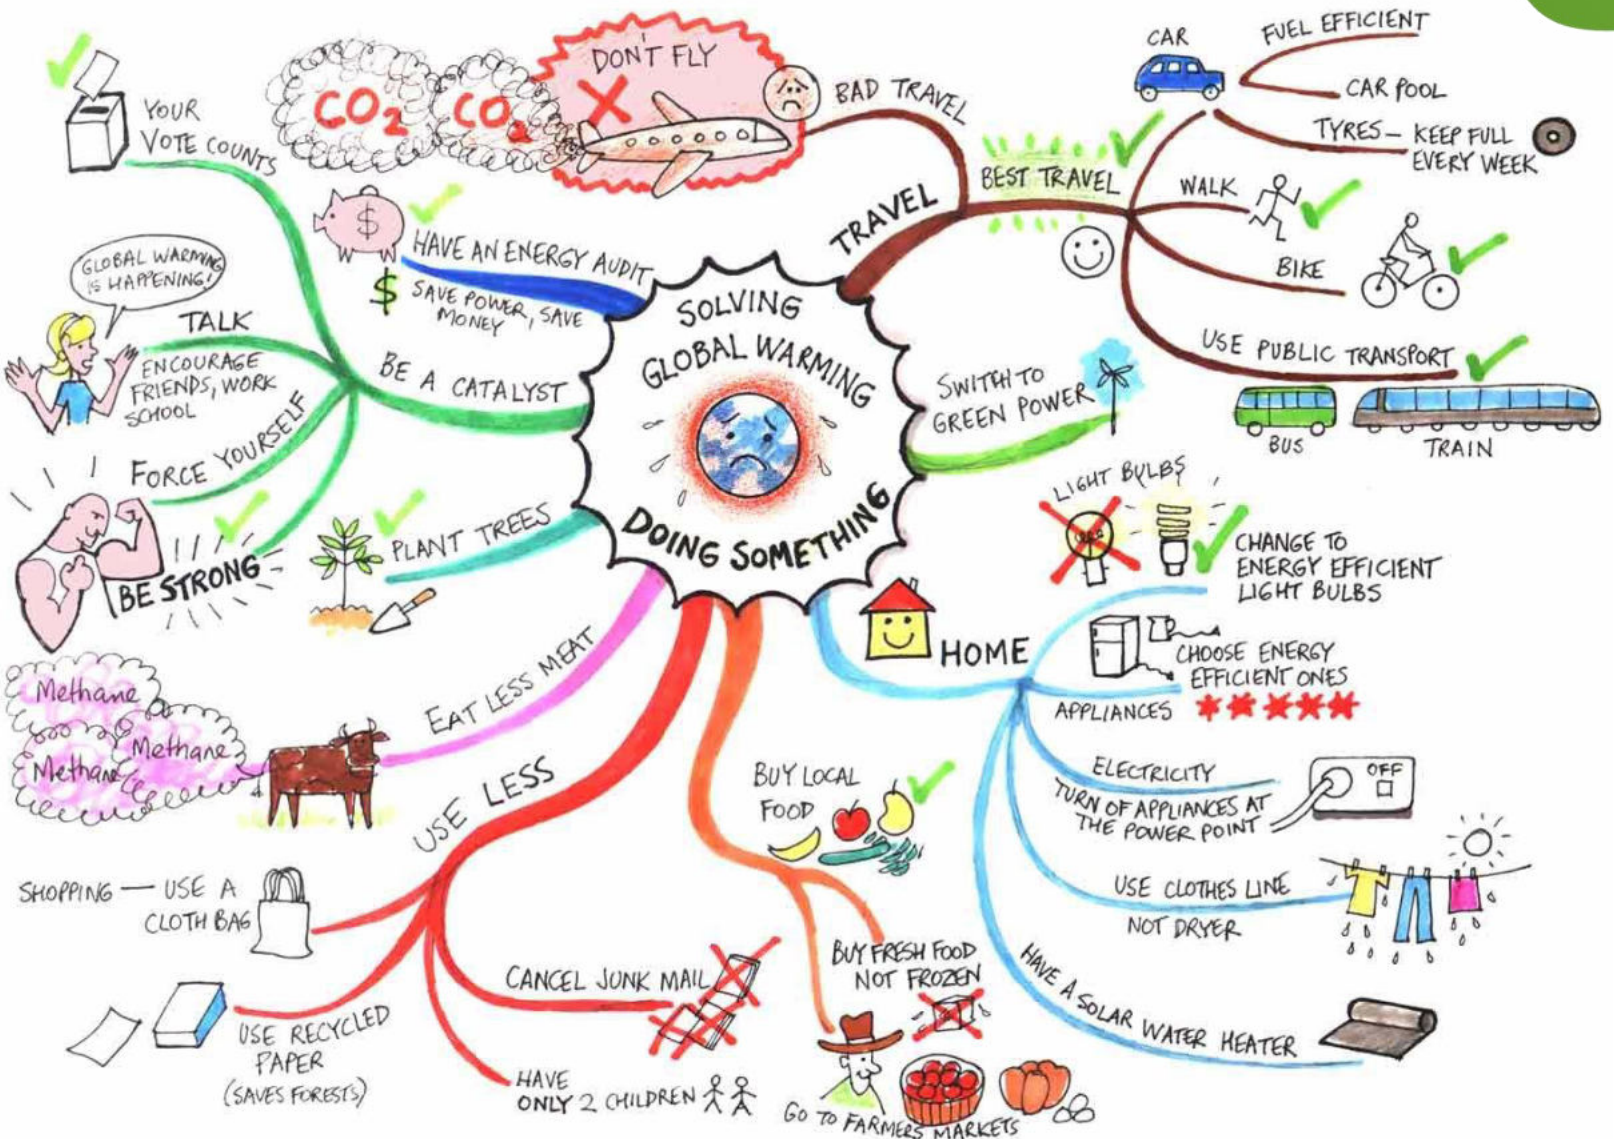 SOLVING
GLOBAL WARMING
DOING SOMETHING
TRAVEL
BAD TRAVEL
DON'T FLY
CO2
CO2
BEST TRAVEL
CAR
FUEL EFFICIENT
CAR POOL
TYRES – KEEP FULL
EVERY WEEK
WALK
BIKE
USE PUBLIC TRANSPORT
BUS
TRAIN
SWITCH TO
GREEN POWER
HOME
LIGHT BULBS
CHANGE TO
ENERGY EFFICIENT
LIGHT BULBS
CHOOSE ENERGY
EFFICIENT ONES
APPLIANCES
ELECTRICITY
TURN OF APPLIANCES AT
THE POWER POINT
OFF
USE CLOTHES LINE
NOT DRYER
HAVE A SOLAR WATER HEATER
BUY LOCAL
FOOD
BUY FRESH FOOD
NOT FROZEN
GO TO FARMERS MARKETS
USE LESS
SHOPPING — USE A
CLOTH BAG
USE RECYCLED
PAPER
(SAVES FORESTS)
CANCEL JUNK MAIL
HAVE
ONLY 2 CHILDREN
EAT LESS MEAT
Methane
Methane
Methane
PLANT TREES
BE A CATALYST
YOUR
VOTE COUNTS
TALK
GLOBAL WARMING
IS HAPPENING!
ENCOURAGE
FRIENDS, WORK
SCHOOL
FORCE YOURSELF
BE STRONG
HAVE AN ENERGY AUDIT
$
$
SAVE POWER, SAVE
MONEY